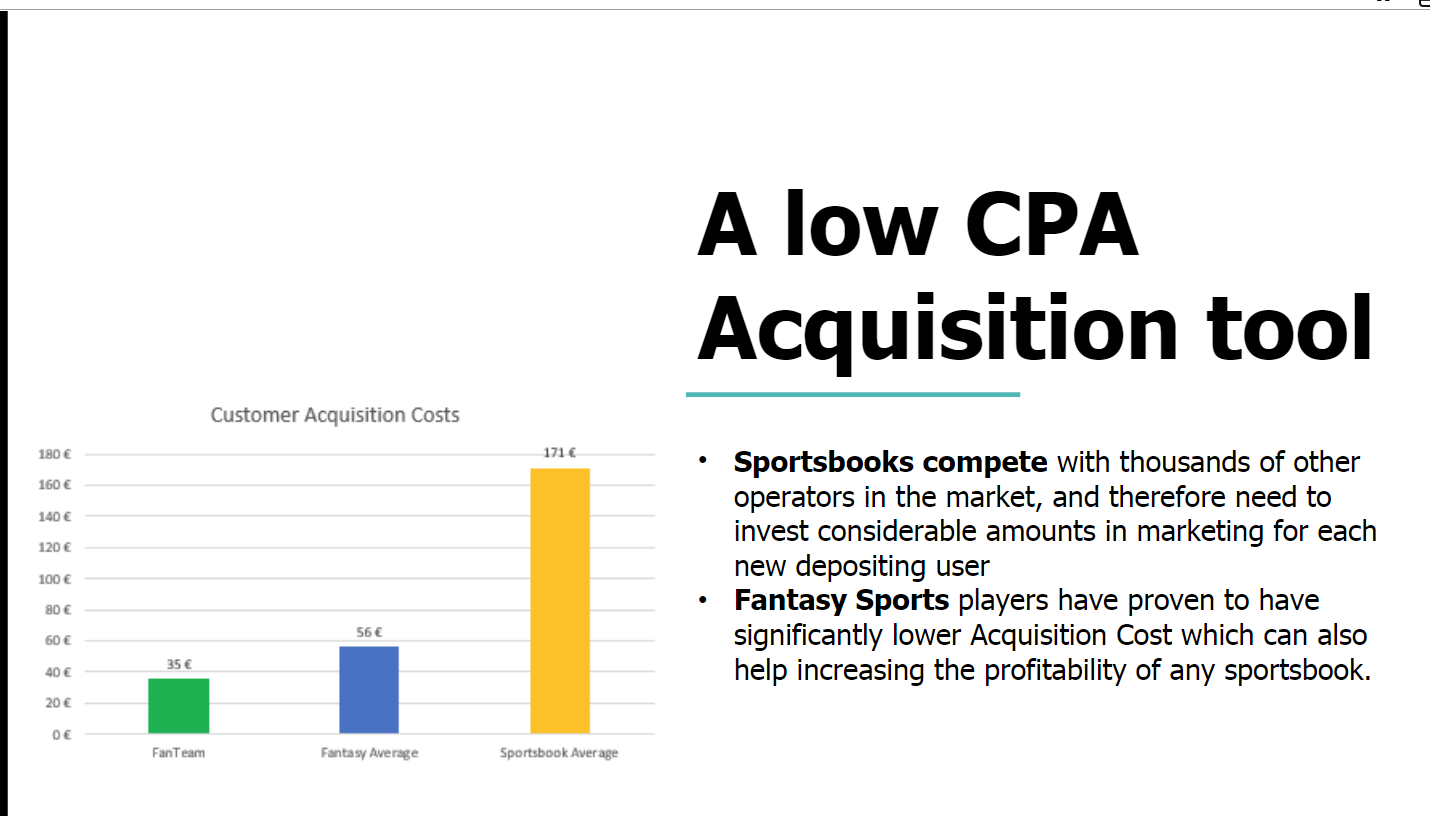 A low CPA
Acquisition tool
Customer Acquisition Costs
180 €
160 €
140 €
120 €
100 €
80 €
60 €
40 €
20 €
0 €
35 €
56 €
171 €
FanTeam
Fantasy Average
Sportsbook Average
• Sportsbooks compete with thousands of other
operators in the market, and therefore need to
invest considerable amounts in marketing for each
new depositing user
• Fantasy Sports players have proven to have
significantly lower Acquisition Cost which can also
help increasing the profitability of any sportsbook.